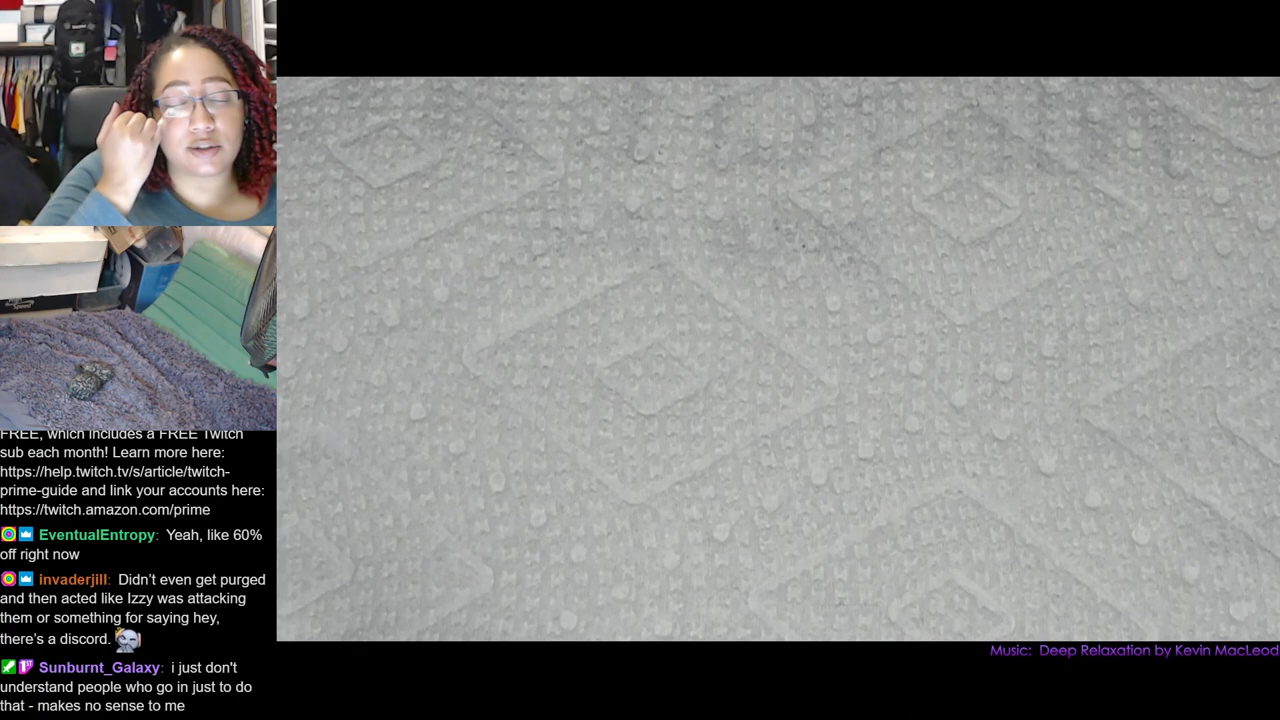 FREE, which includes a FREE Twitch
sub each month! Learn more here:
https://help.twitch.tv/s/article/twitch-
prime-guide and link your accounts here:
https://twitch.amazon.com/prime
EventualEntropy: Yeah, like 60%
off right now
invaderjill: Didn't even get purged
and then acted like Izzy was attacking
them or something for saying hey,
there's a discord.
Sunburnt_Galaxy: i just don't
understand people who go in just to do
that - makes no sense to me
Music: Deep Relaxation by Kevin MacLeod